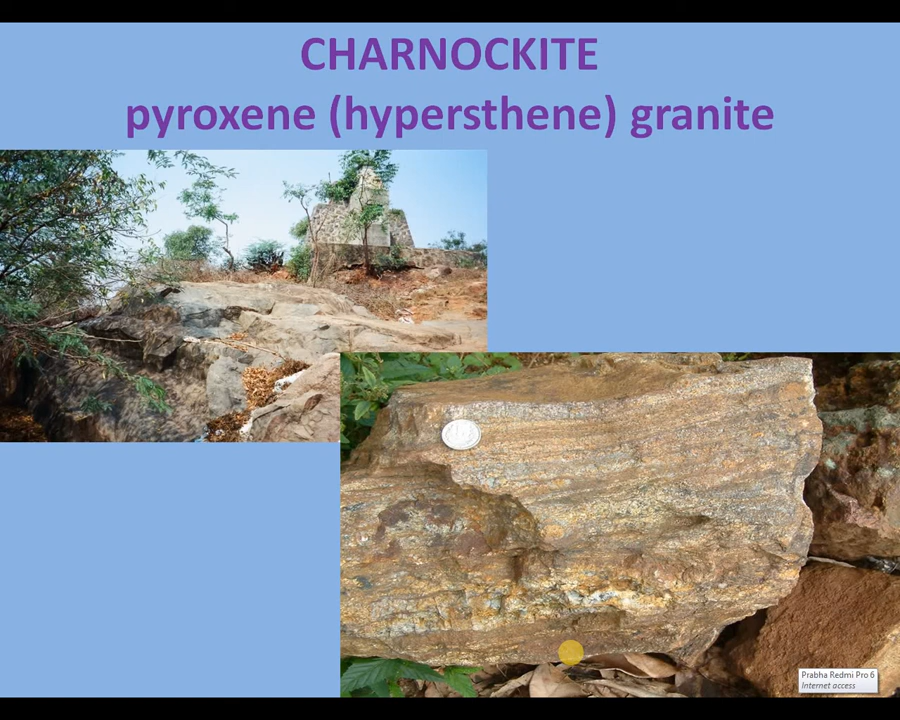 CHARNOCKITE
pyroxene (hypersthene) granite
Prabha Redmi Pro 6
Internet access